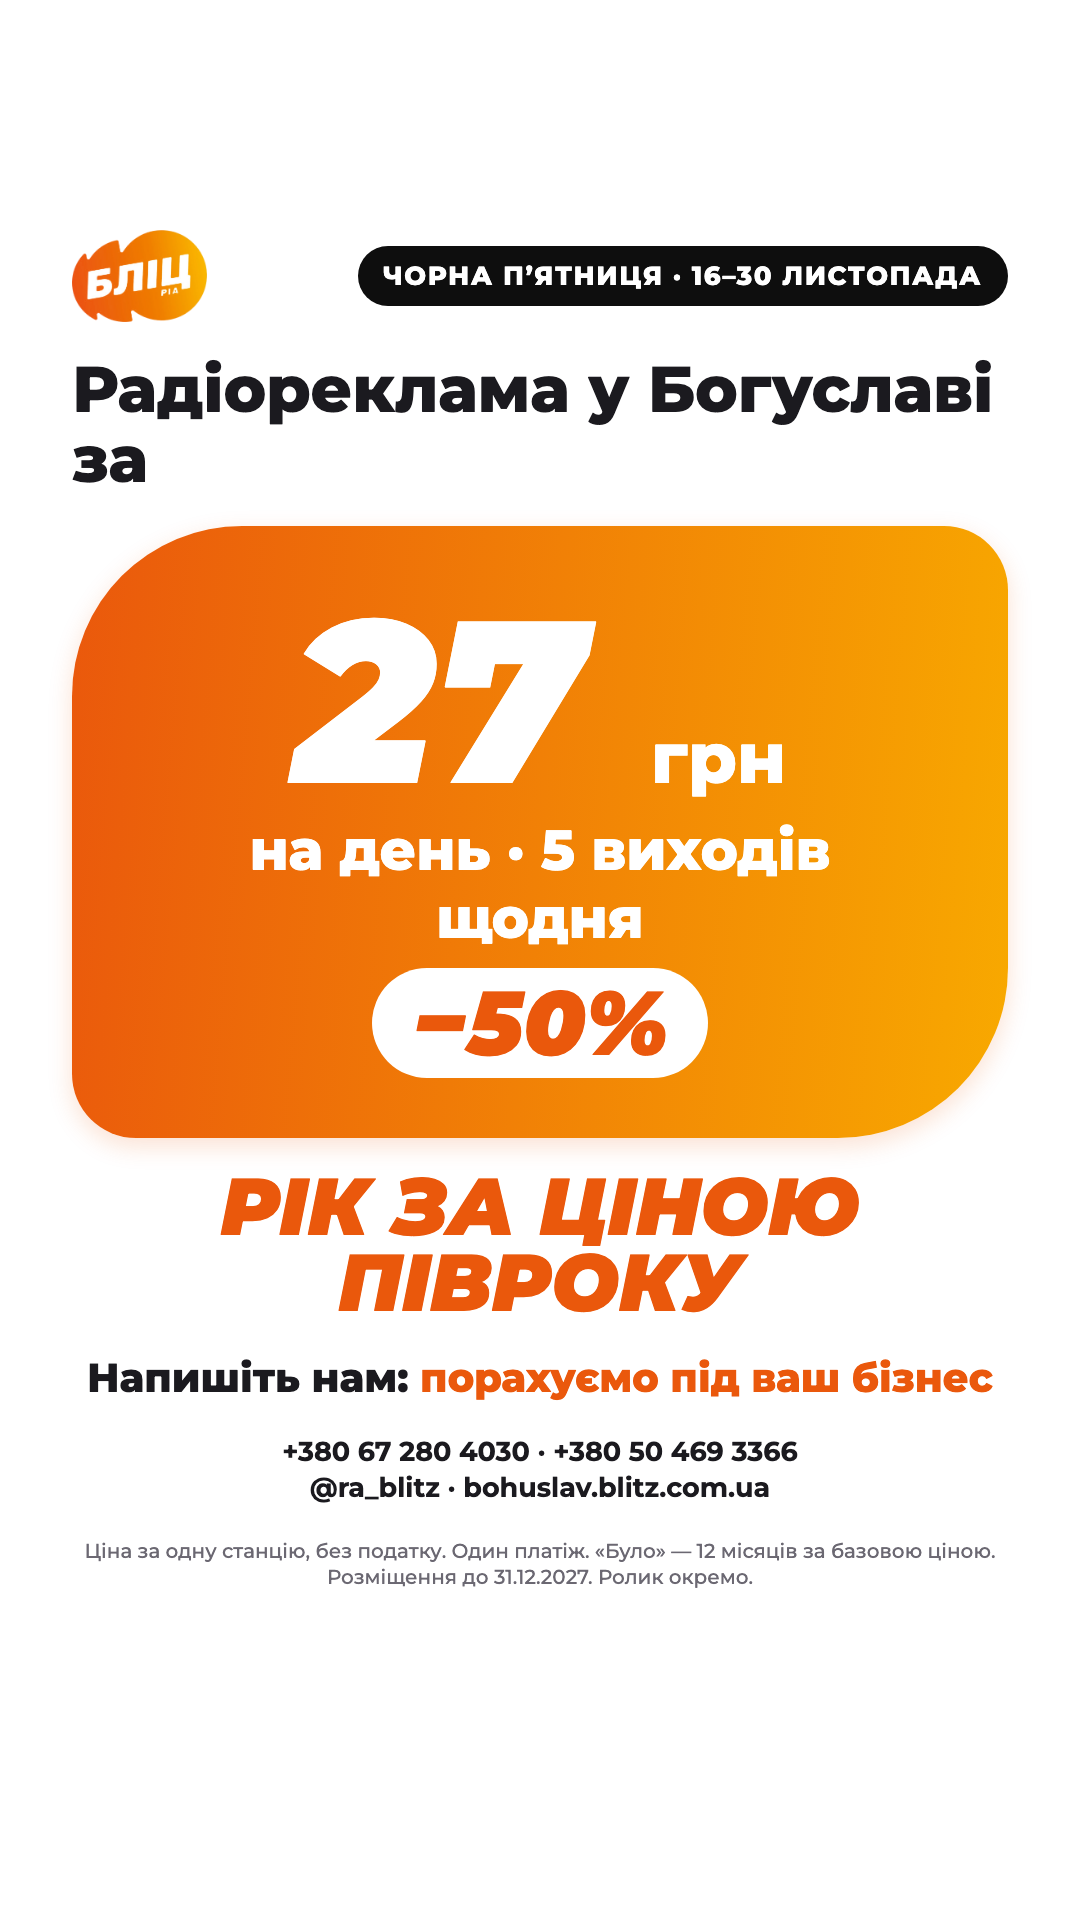 БЛІЦ
РІА
ЧОРНА П’ЯТНИЦЯ · 16–30 ЛИСТОПАДА
Радіореклама у Богуславі
за
27 грн
на день · 5 виходів
щодня
–50%
РІК ЗА ЦІНОЮ
ПІВРОКУ
Напишіть нам: порахуємо під ваш бізнес
+380 67 280 4030 · +380 50 469 3366
@ra_blitz · bohuslav.blitz.com.ua
Ціна за одну станцію, без податку. Один платіж. «Було» — 12 місяців за базовою ціною.
Розміщення до 31.12.2027. Ролик окремо.